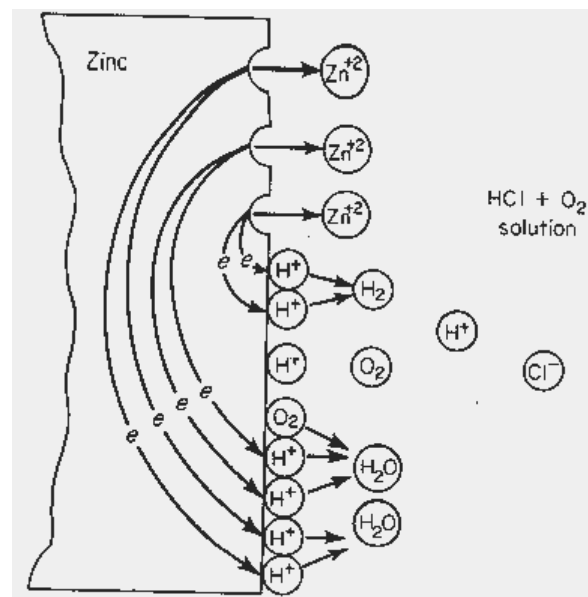 Zinc
Zn+2
Zn+2
HCl + O2
solution
Zn+2
e
e
H+
H2
H+
H+
H+
O2
Cl-
O2
e
e
H+
H2O
e
e
H+
H2O
H+
H+